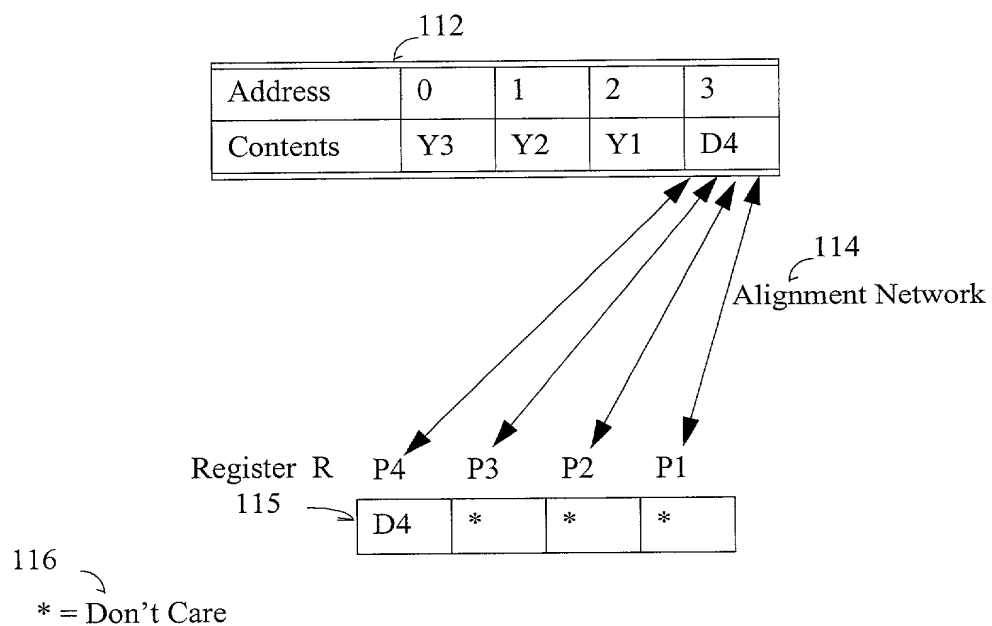 112
Address 0 1 2 3
Contents Y3 Y2 Y1 D4
114
Alignment Network
Register R P4 P3 P2 P1
115
D4 * * *
116
* = Don't Care